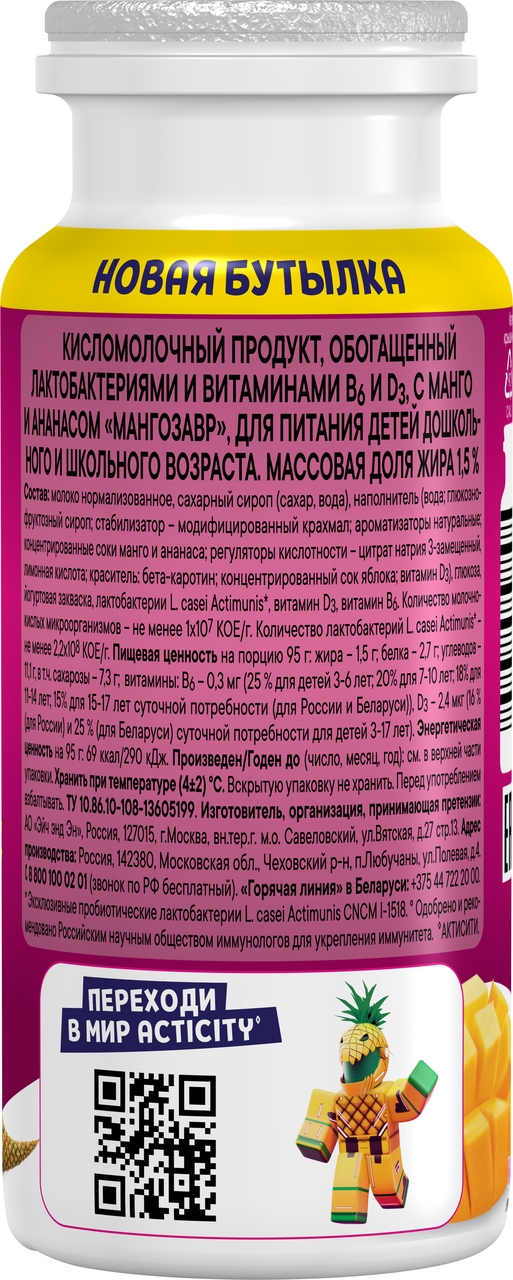 НОВАЯ БУТЫЛКА
КИСЛОМОЛОЧНЫЙ ПРОДУКТ, ОБОГАЩЕННЫЙ
ЛАКТОБАКТЕРИЯМИ И ВИТАМИНАМИ B6 И D3, С МАНГО
И АНАНАСОМ «МАНГОЗАВР», ДЛЯ ПИТАНИЯ ДЕТЕЙ ДОШКОЛЬ-
НОГО И ШКОЛЬНОГО ВОЗРАСТА. МАССОВАЯ ДОЛЯ ЖИРА 1,5 %
Состав: молоко нормализованное, сахарный сироп (сахар, вода), наполнитель (вода; глюкозно-
фруктозный сироп; стабилизатор – модифицированный крахмал; ароматизаторы натуральные;
концентрированные соки манго и ананаса; регуляторы кислотности – цитрат натрия 3-замещенный,
лимонная кислота; краситель: бета-каротин; концентрированный сок яблока; витамин D3), глюкоза,
йогуртовая закваска, лактобактерии L. casei Actimunis*, витамин D3, витамин B6. Количество молочно-
кислых микроорганизмов – не менее 1х10⁷ КОЕ/г. Количество лактобактерий L. casei Actimunis* –
не менее 2,2х10⁸ КОЕ/г. Пищевая ценность на порцию 95 г: жира – 1,5 г; белка – 2,7 г; углеводов –
11,1 г, в т.ч. сахарозы – 7,3 г; витамины: B6 – 0,3 мг (25 % для детей 3-6 лет; 20% для 7-10 лет; 18% для
11-14 лет; 15% для 15-17 лет суточной потребности (для России и Беларуси)), D3 – 2,4 мкг (16 %
(для России) и 25 % (для Беларуси) суточной потребности для детей 3-17 лет). Энергетическая
ценность на 95 г: 69 ккал/290 кДж. Произведен/Годен до (число, месяц, год): см. в верхней части
упаковки. Хранить при температуре (4±2) °С. Вскрытую упаковку не хранить. Перед употреблением
взбалтывать. ТУ 10.86.10-108-13605199. Изготовитель, организация, принимающая претензии:
АО «Эйч энд Эн», Россия, 127015, г.Москва, вн.тер.г. м.о. Савеловский, ул.Вятская, д.27 стр.13. Адрес
производства: Россия, 142380, Московская обл., Чеховский р-н, п.Любучаны, ул.Полевая, д.4.
8 800 100 02 01 (звонок по РФ бесплатный). «Горячая линия» в Беларуси: +375 44 722 20 00.
* Эксклюзивные пробиотические лактобактерии L. casei Actimunis CNCM I-1518. ° Одобрено и реко-
мендовано Российским научным обществом иммунологов для укрепления иммунитета. ◊АКТИСИТИ.
ПЕРЕХОДИ
В МИР ACTICITY◊